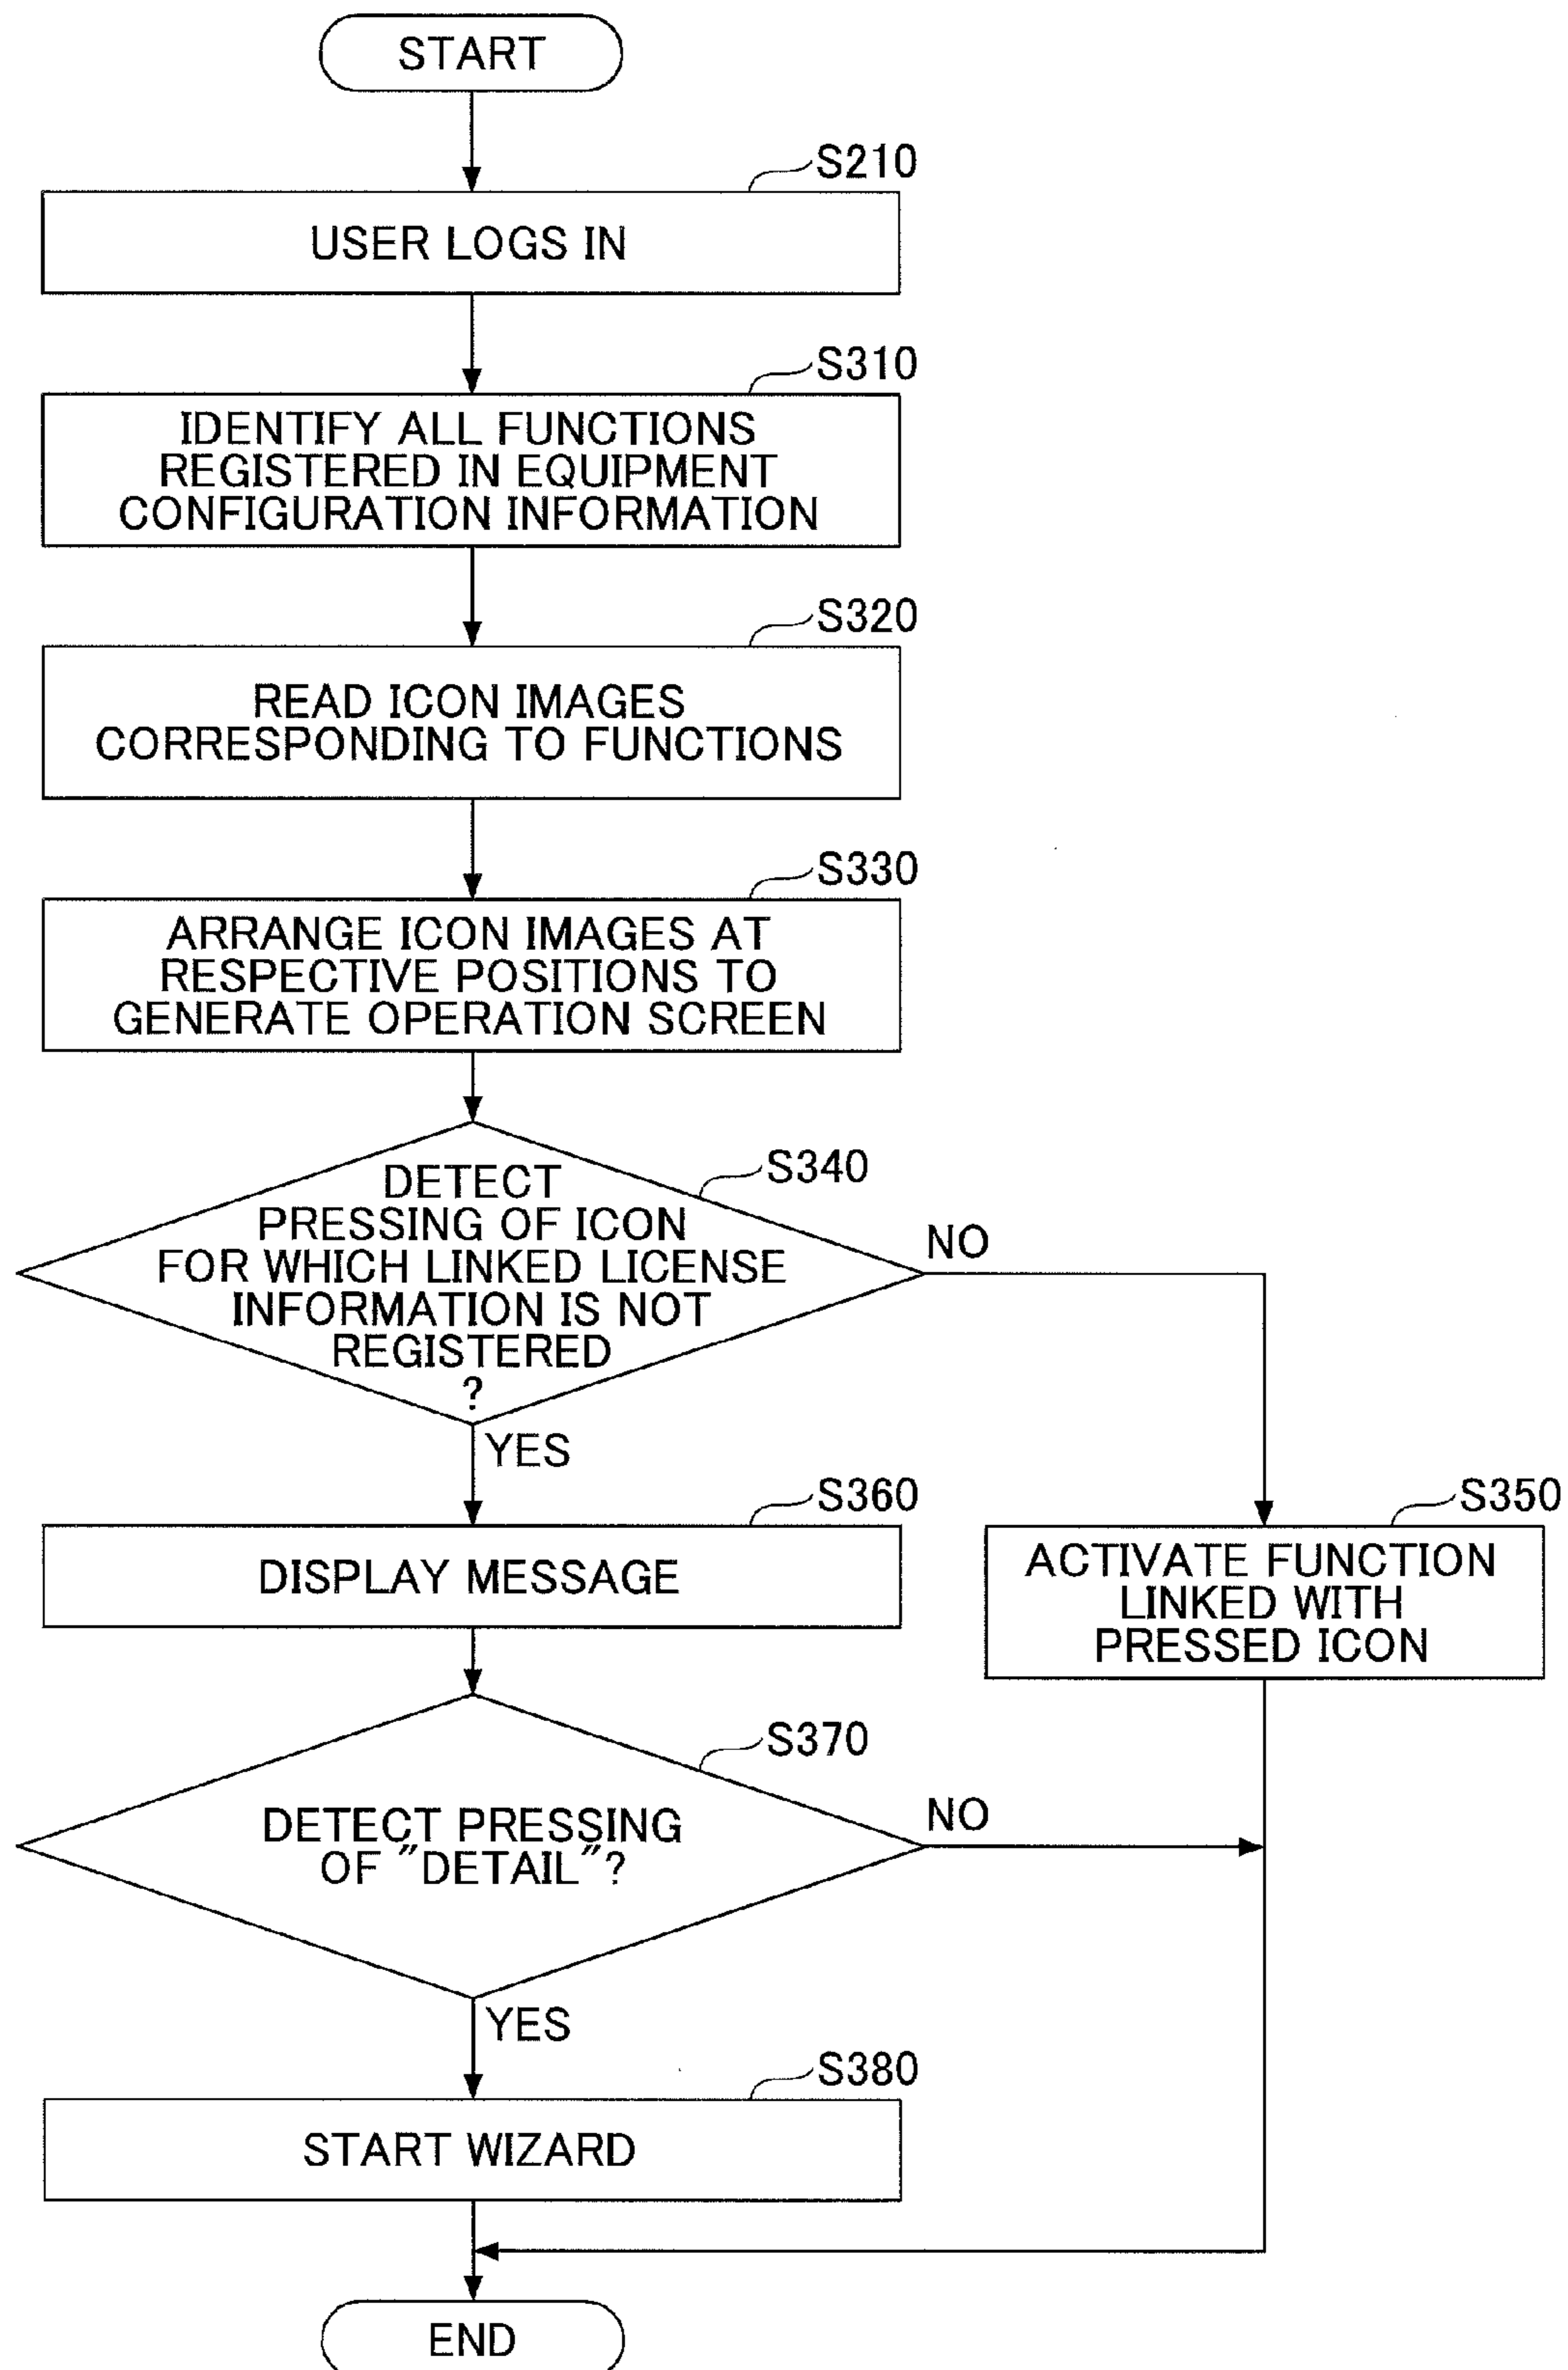 START
S210
USER LOGS IN
S310
IDENTIFY ALL FUNCTIONS
REGISTERED IN EQUIPMENT
CONFIGURATION INFORMATION
S320
READ ICON IMAGES
CORRESPONDING TO FUNCTIONS
S330
ARRANGE ICON IMAGES AT
RESPECTIVE POSITIONS TO
GENERATE OPERATION SCREEN
S340
DETECT
PRESSING OF ICON
FOR WHICH LINKED LICENSE
INFORMATION IS NOT
REGISTERED
?
NO
YES
S360
DISPLAY MESSAGE
S350
ACTIVATE FUNCTION
LINKED WITH
PRESSED ICON
S370
DETECT PRESSING
OF "DETAIL"?
NO
YES
S380
START WIZARD
END